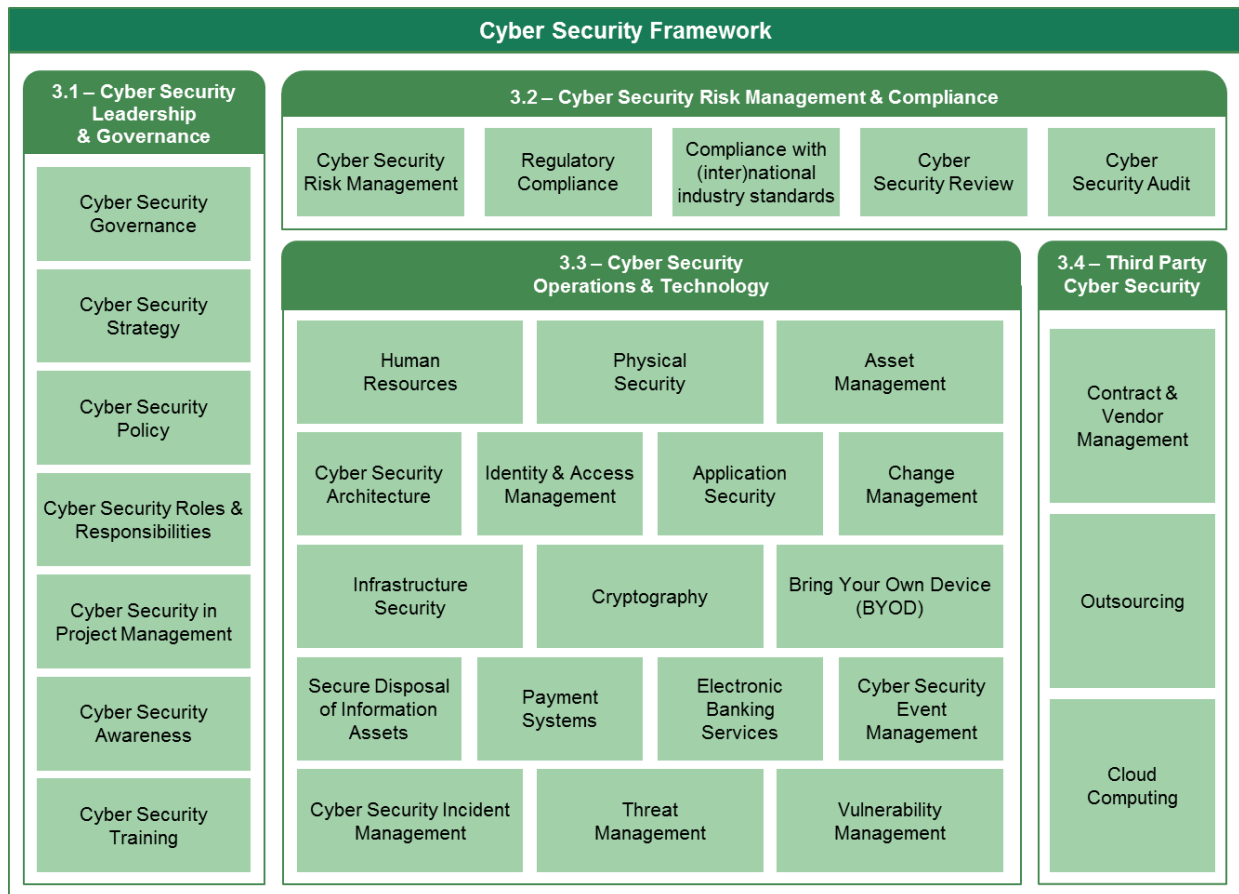 Cyber Security Framework
3.1 – Cyber Security
Leadership
& Governance
Cyber Security
Governance
Cyber Security
Strategy
Cyber Security
Policy
Cyber Security Roles &
Responsibilities
Cyber Security in
Project Management
Cyber Security
Awareness
Cyber Security
Training
3.2 – Cyber Security Risk Management & Compliance
Cyber Security
Risk Management
Regulatory
Compliance
Compliance with
(inter)national
industry standards
Cyber
Security Review
Cyber
Security Audit
3.3 – Cyber Security
Operations & Technology
Human
Resources
Physical
Security
Asset
Management
Cyber Security
Architecture
Identity & Access
Management
Application
Security
Change
Management
Infrastructure
Security
Cryptography
Bring Your Own Device
(BYOD)
Secure Disposal
of Information
Assets
Payment
Systems
Electronic
Banking
Services
Cyber Security
Event
Management
Cyber Security Incident
Management
Threat
Management
Vulnerability
Management
3.4 – Third Party
Cyber Security
Contract &
Vendor
Management
Outsourcing
Cloud
Computing